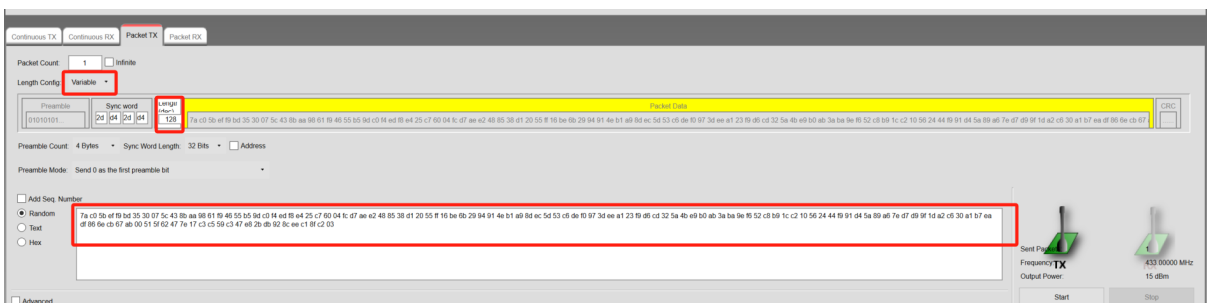 Continuous TX Continuous RX Packet TX Packet RX
Packet Count: 1 Infinite
Length Config: Variable
Preamble Sync word Length (dec) Packet Data CRC
01010101... 2d d4 2d d4 128 7a c0 5b ef f9 bd 35 30 07 5c 43 8b aa 98 61 f9 46 55 b5 9d c0 f4 ed f8 e4 25 c7 60 04 fc d7 ae e2 48 85 38 d1 20 55 ff 16 be 6b 29 94 91 4e b1 a9 8d ec 5d 53 c6 de f0 97 3d ee a1 23 f9 d6 cd 32 5a 4b e9 b0 ab 3a ba 9e f6 52 c8 b9 1c c2 10 56 24 44 f9 91 d4 5a 89 a6 7e d7 d5 9f 1d a2 c6 30 a1 b7 ea df 86 6e cb 67
Preamble Count: 4 Bytes Sync Word Length: 32 Bits Address
Preamble Mode: Send 0 as the first preamble bit
Add Seq. Number
Random
Text
Hex
7a c0 5b ef f9 bd 35 30 07 5c 43 8b aa 98 61 f9 46 55 b5 9d c0 f4 ed f8 e4 25 c7 60 04 fc d7 ae e2 48 85 38 d1 20 55 ff 16 be 6b 29 94 91 4e b1 a9 8d ec 5d 53 c6 de f0 97 3d ee a1 23 f9 d6 cd 32 5a 4b e9 b0 ab 3a ba 9e f6 52 c8 b9 1c c2 10 56 24 44 f9 91 d4 5a 89 a6 7e d7 d5 9f 1d a2 c6 30 a1 b7 ea
df 86 6e cb 67 ab 00 51 5f 62 47 7e 17 c3 c5 59 c3 47 e8 2b db 92 8c ee c1 8f c2 03
Sent Packets 1
Frequency 433.00000 MHz
TX
Output Power: 15 dBm
Start Stop
Advanced